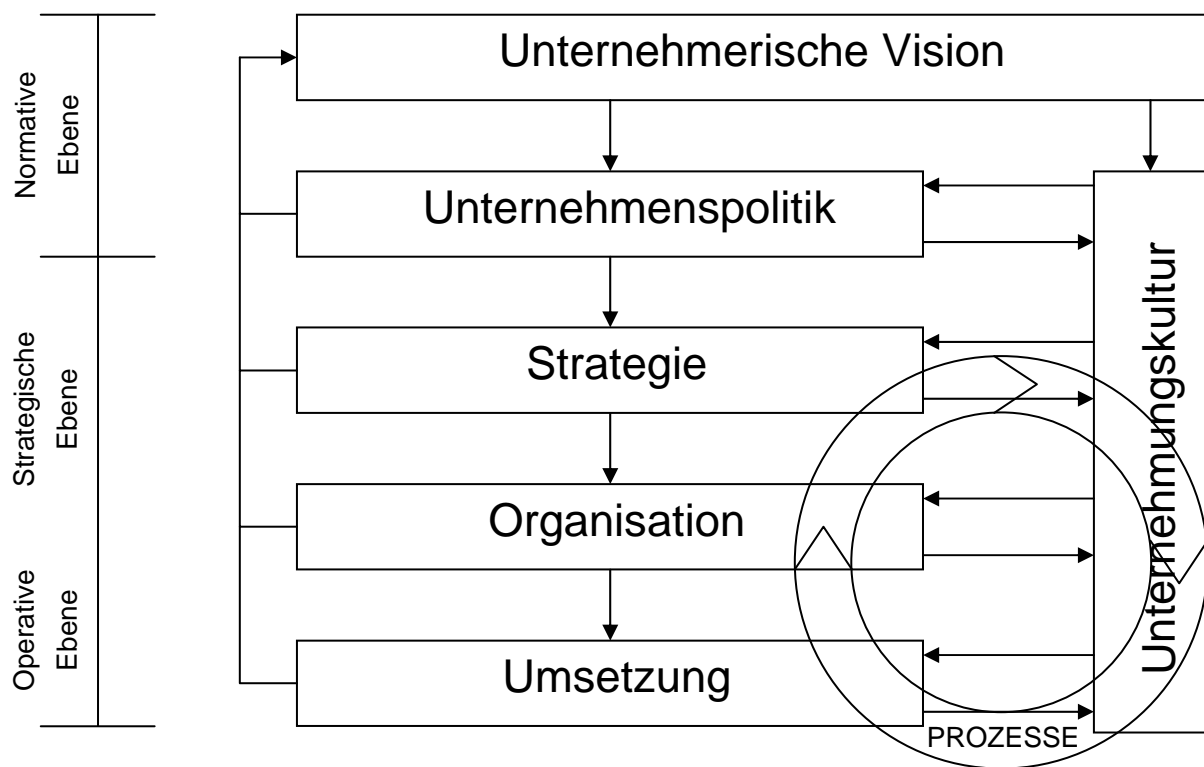 Unternehmerische Vision
Normative
Ebene
Unternehmenspolitik
Strategische
Ebene
Strategie
Unternehmungskultur
Organisation
Operative
Ebene
Umsetzung
PROZESSE